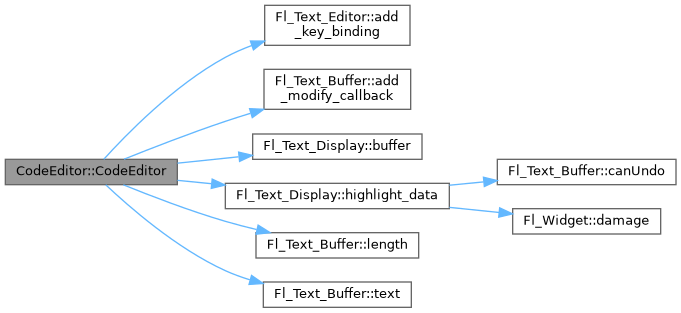 CodeEditor::CodeEditor
Fl_Text_Editor::add
_key_binding
Fl_Text_Buffer::add
_modify_callback
Fl_Text_Display::buffer
Fl_Text_Display::highlight_data
Fl_Text_Buffer::canUndo
Fl_Widget::damage
Fl_Text_Buffer::length
Fl_Text_Buffer::text